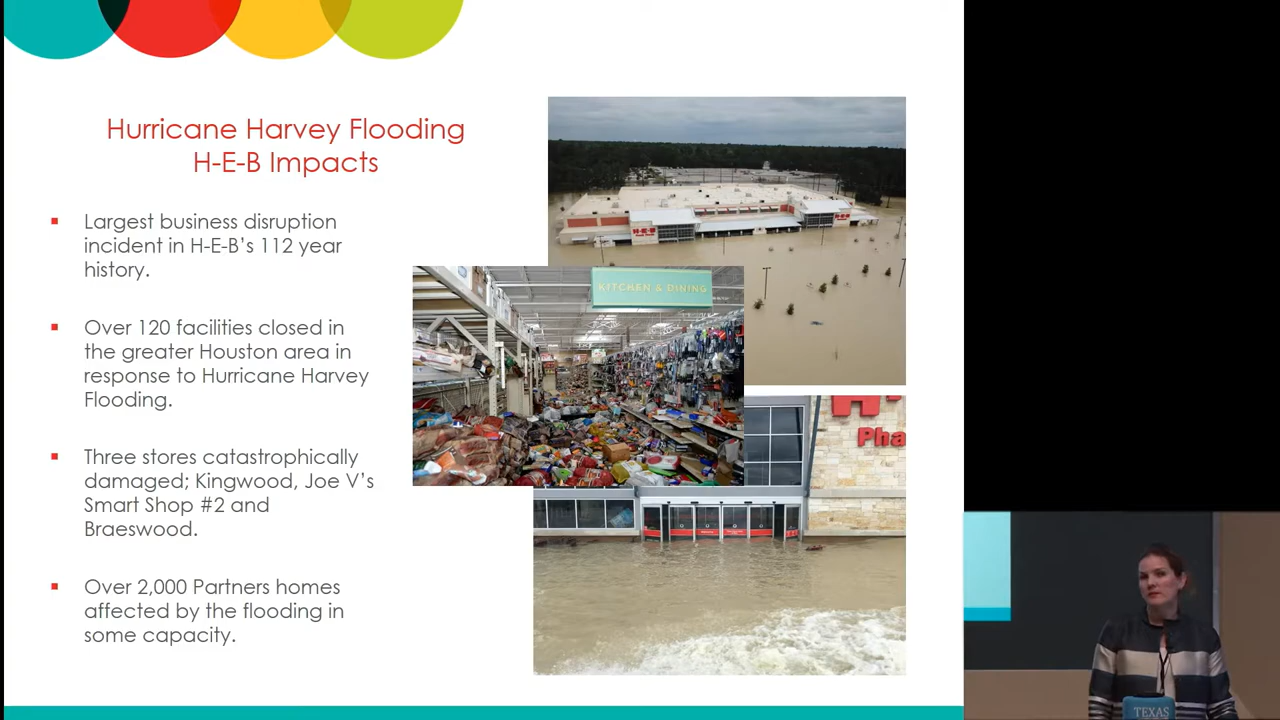 Hurricane Harvey Flooding
H-E-B Impacts
▪ Largest business disruption
incident in H-E-B's 112 year
history.
▪ Over 120 facilities closed in
the greater Houston area in
response to Hurricane Harvey
Flooding.
▪ Three stores catastrophically
damaged; Kingwood, Joe V's
Smart Shop #2 and
Braeswood.
▪ Over 2,000 Partners homes
affected by the flooding in
some capacity.
H-E-B
KITCHEN & DINING
Pha
TEXAS